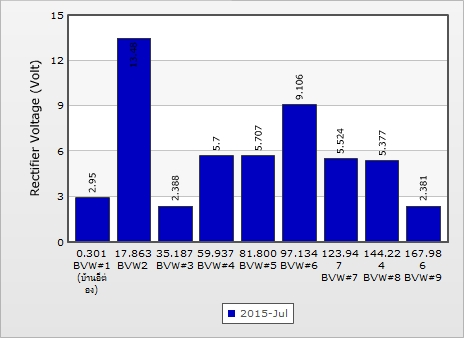 15
12
9
6
3
0
Rectifier Voltage (Volt)
2.95
2.388
5.7
5.707
9.106
5.524
5.377
2.381
0.301 17.863 35.187 59.937 81.800 97.134 123.94 144.22 167.98
BVW#1 BVW2 BVW#3 BVW#4 BVW#5 BVW#6 7 4 6
(บ้านอีต่ BVW#7 BVW#8 BVW#9
อง)
2015-Jul